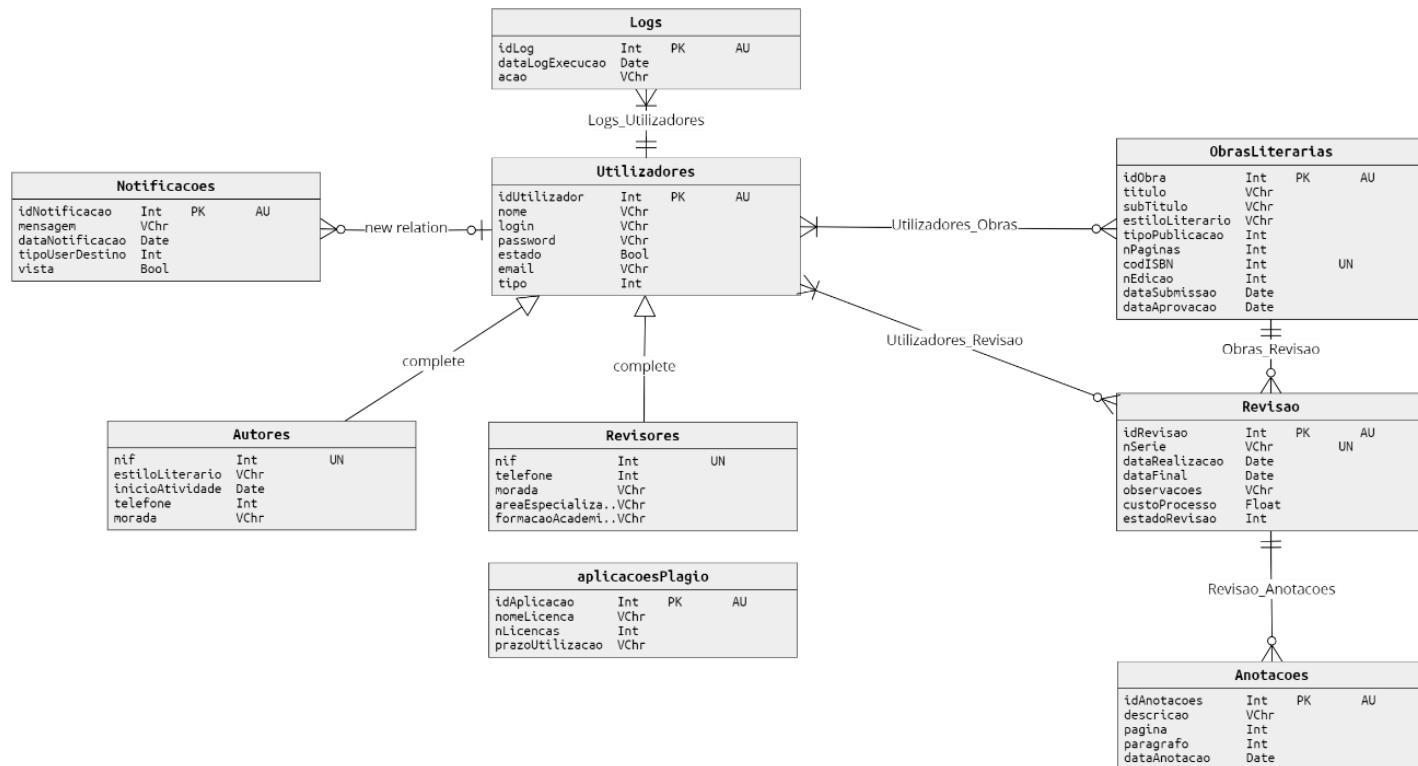 Logs
idLog Int PK AU
dataLogExecucao Date
acao VChr
Logs_Utilizadores
Utilizadores
idUtilizador Int PK AU
nome VChr
login VChr
password VChr
estado Bool
email VChr
tipo Int
Notificacoes
idNotificacao Int PK AU
mensagem VChr
dataNotificacao Date
tipoUserDestino Int
vista Bool
new relation
Utilizadores_Obras
ObrasLiterarias
idObra Int PK AU
titulo VChr
subTitulo VChr
estiloLiterario VChr
tipoPublicacao Int
nPaginas Int
codISBN Int UN
nEdicao Int
dataSubmissao Date
dataAprovacao Date
Utilizadores_Revisao
Obras_Revisao
complete
complete
Autores
nif Int UN
estiloLiterario VChr
inicioAtividade Date
telefone Int
morada VChr
Revisores
nif Int UN
telefone Int
morada VChr
areaEspecializa..VChr
formacaoAcademi..VChr
Revisao
idRevisao Int PK AU
nSerie VChr UN
dataRealizacao Date
dataFinal Date
observacoes VChr
custoProcesso Float
estadoRevisao Int
aplicacoesPlagio
idAplicacao Int PK AU
nomeLicenca VChr
nLicencas Int
prazoUtilizacao VChr
Revisao_Anotacoes
Anotacoes
idAnotacoes Int PK AU
descricao VChr
pagina Int
paragrafo Int
dataAnotacao Date